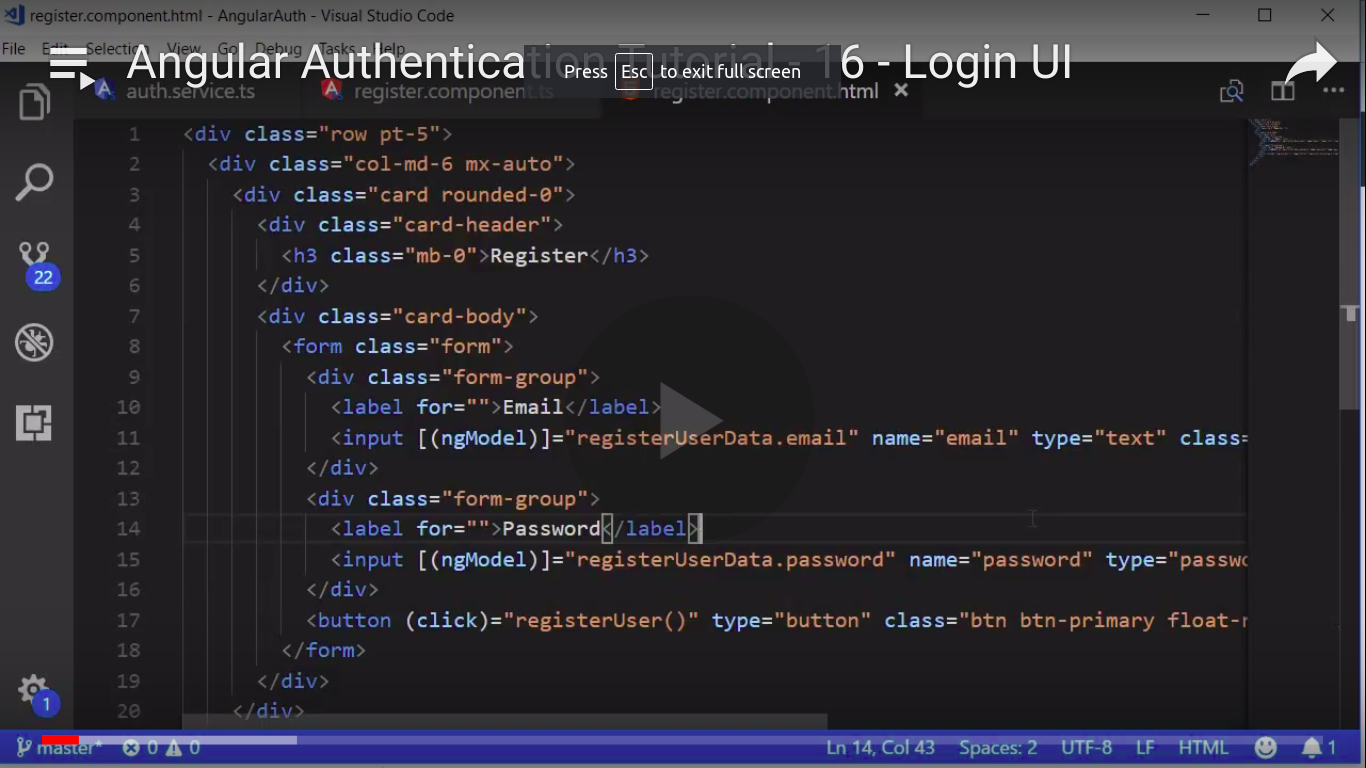 register.component.html - AngularAuth - Visual Studio Code
File Edit Selection View Go Debug Tasks Help
Angular Authentication Tutorial - 16 - Login UI
Press Esc to exit full screen
auth.service.ts register.component.ts register.component.html
1 <div class="row pt-5">
2 <div class="col-md-6 mx-auto">
3 <div class="card rounded-0">
4 <div class="card-header">
5 <h3 class="mb-0">Register</h3>
6 </div>
7 <div class="card-body">
8 <form class="form">
9 <div class="form-group">
10 <label for="">Email</label>
11 <input [(ngModel)]="registerUserData.email" name="email" type="text" class=
12 </div>
13 <div class="form-group">
14 <label for="">Password</label>
15 <input [(ngModel)]="registerUserData.password" name="password" type="passwo
16 </div>
17 <button (click)="registerUser()" type="button" class="btn btn-primary float-r
18 </form>
19 </div>
20 </div>
22
1
master* 0 0 Ln 14, Col 43 Spaces: 2 UTF-8 LF HTML 1